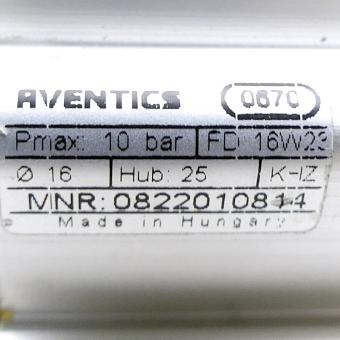 AVENTICS 0670
Pmax: 10 bar FD 16W23
Ø 16 Hub: 25 K-IZ
MNR: 0822010814
Made in Hungary